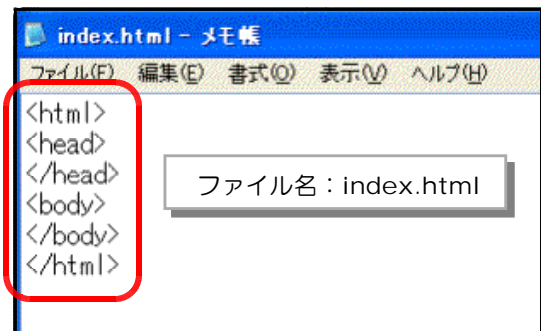 index.html - メモ帳
ファイル(F) 編集(E) 書式(O) 表示(V) ヘルプ(H)
<html>
<head>
</head>
ファイル名：index.html
<body>
</body>
</html>